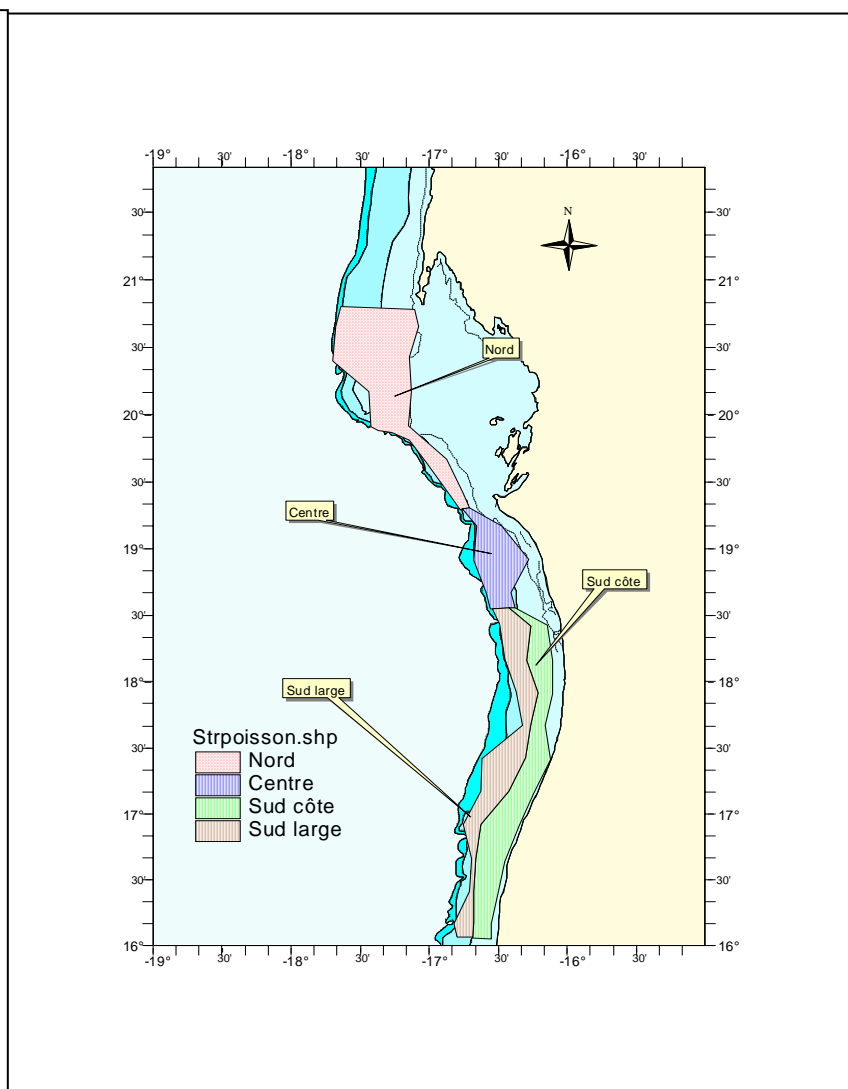 -19° 30' -18° 30' -17° 30' -16°
N
30' 30'
21° 21°
30' 30'
Nord
20° 20°
30' 30'
Centre
19° 19°
Sud côte
30' 30'
18° 18°
Sud large
30' 30'
Strpoisson.shp
Nord
Centre
Sud côte
Sud large
17° 17°
30' 30'
16° 16°
-19° 30' -18° 30' -17° 30' -16°